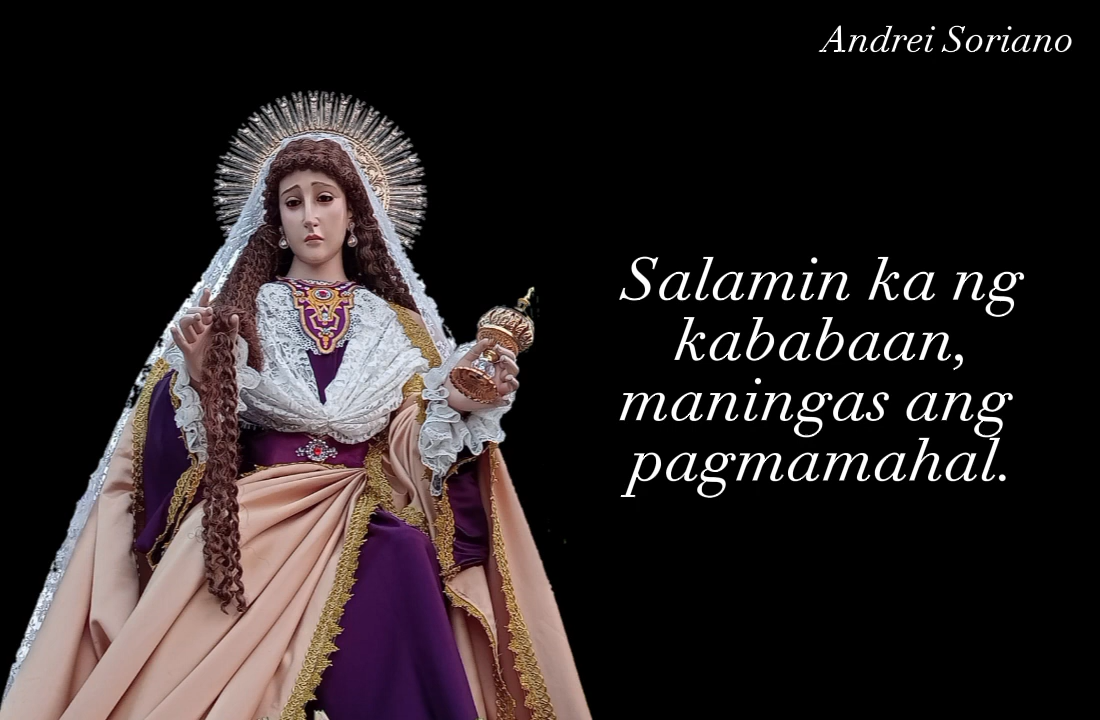 Andrei Soriano
Salamin ka ng
kababaan,
maningas ang
pagmamahal.